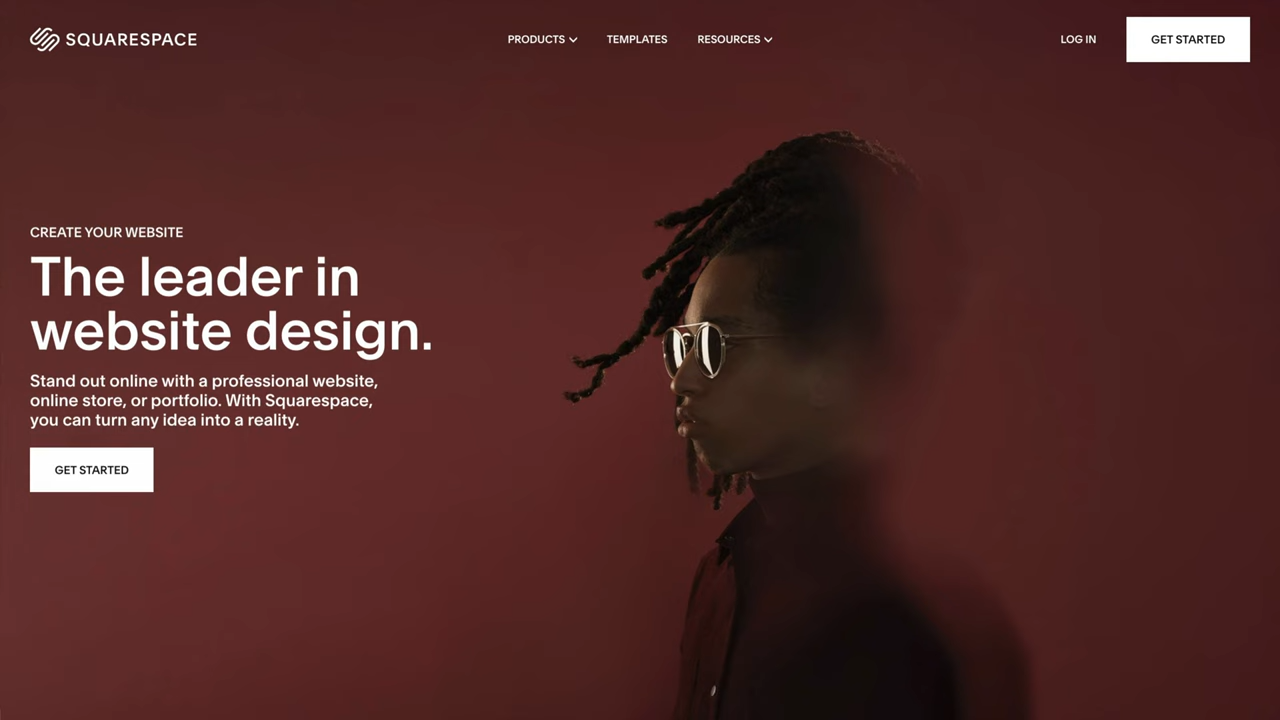 SQUARESPACE
PRODUCTS
TEMPLATES
RESOURCES
LOG IN
GET STARTED
CREATE YOUR WEBSITE
The leader in
website design.
Stand out online with a professional website,
online store, or portfolio. With Squarespace,
you can turn any idea into a reality.
GET STARTED